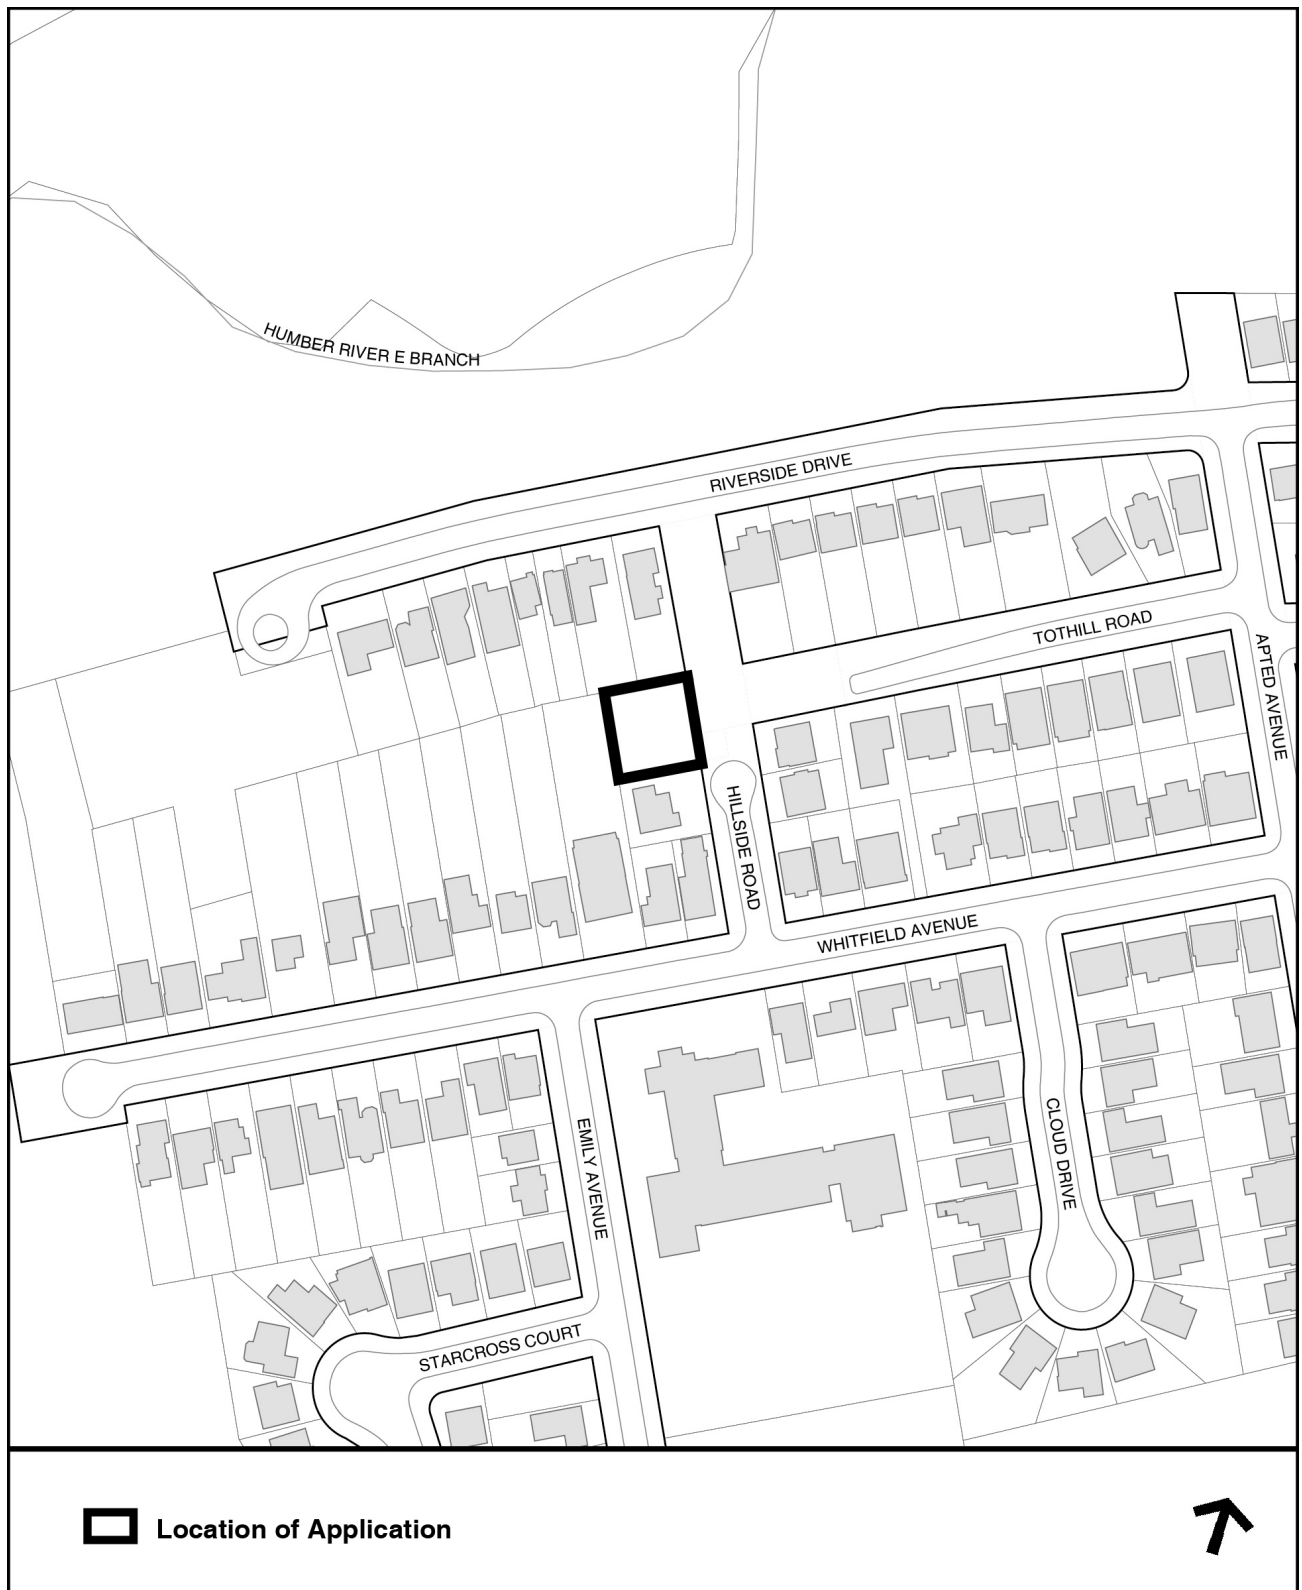 HUMBER RIVER E BRANCH
RIVERSIDE DRIVE
TOTHILL ROAD
APTED AVENUE
HILLSIDE ROAD
WHITFIELD AVENUE
EMILY AVENUE
CLOUD DRIVE
STARCROSS COURT
Location of Application